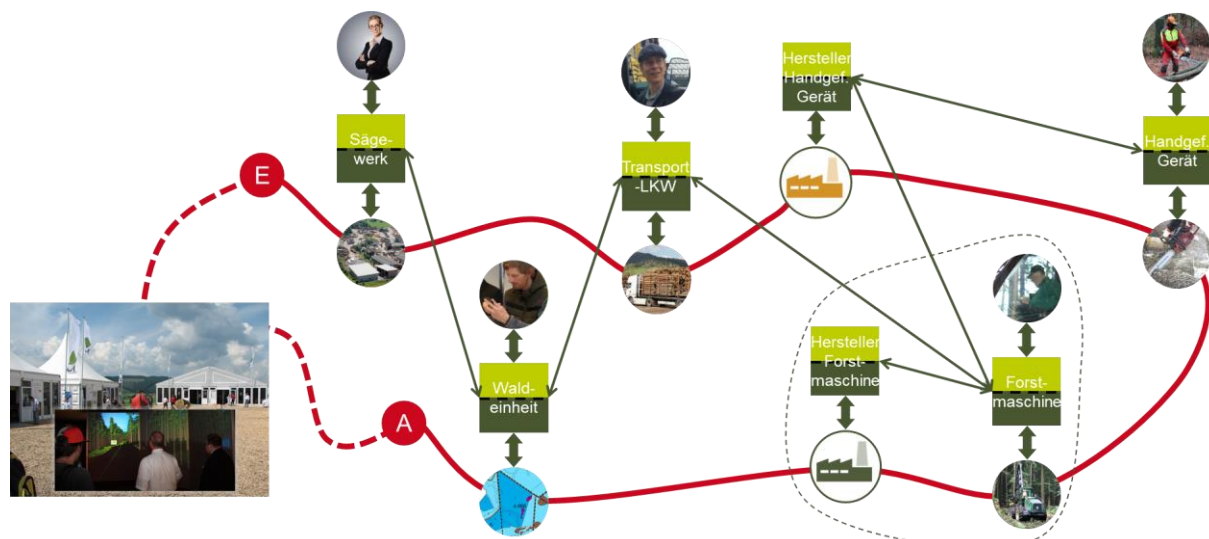 Hersteller
Handgef.
Gerät
Säge-
werk
Handgef.
Gerät
Transport
-LKW
E
Hersteller
Forst-
maschine
Wald-
einheit
Forst-
maschine
A